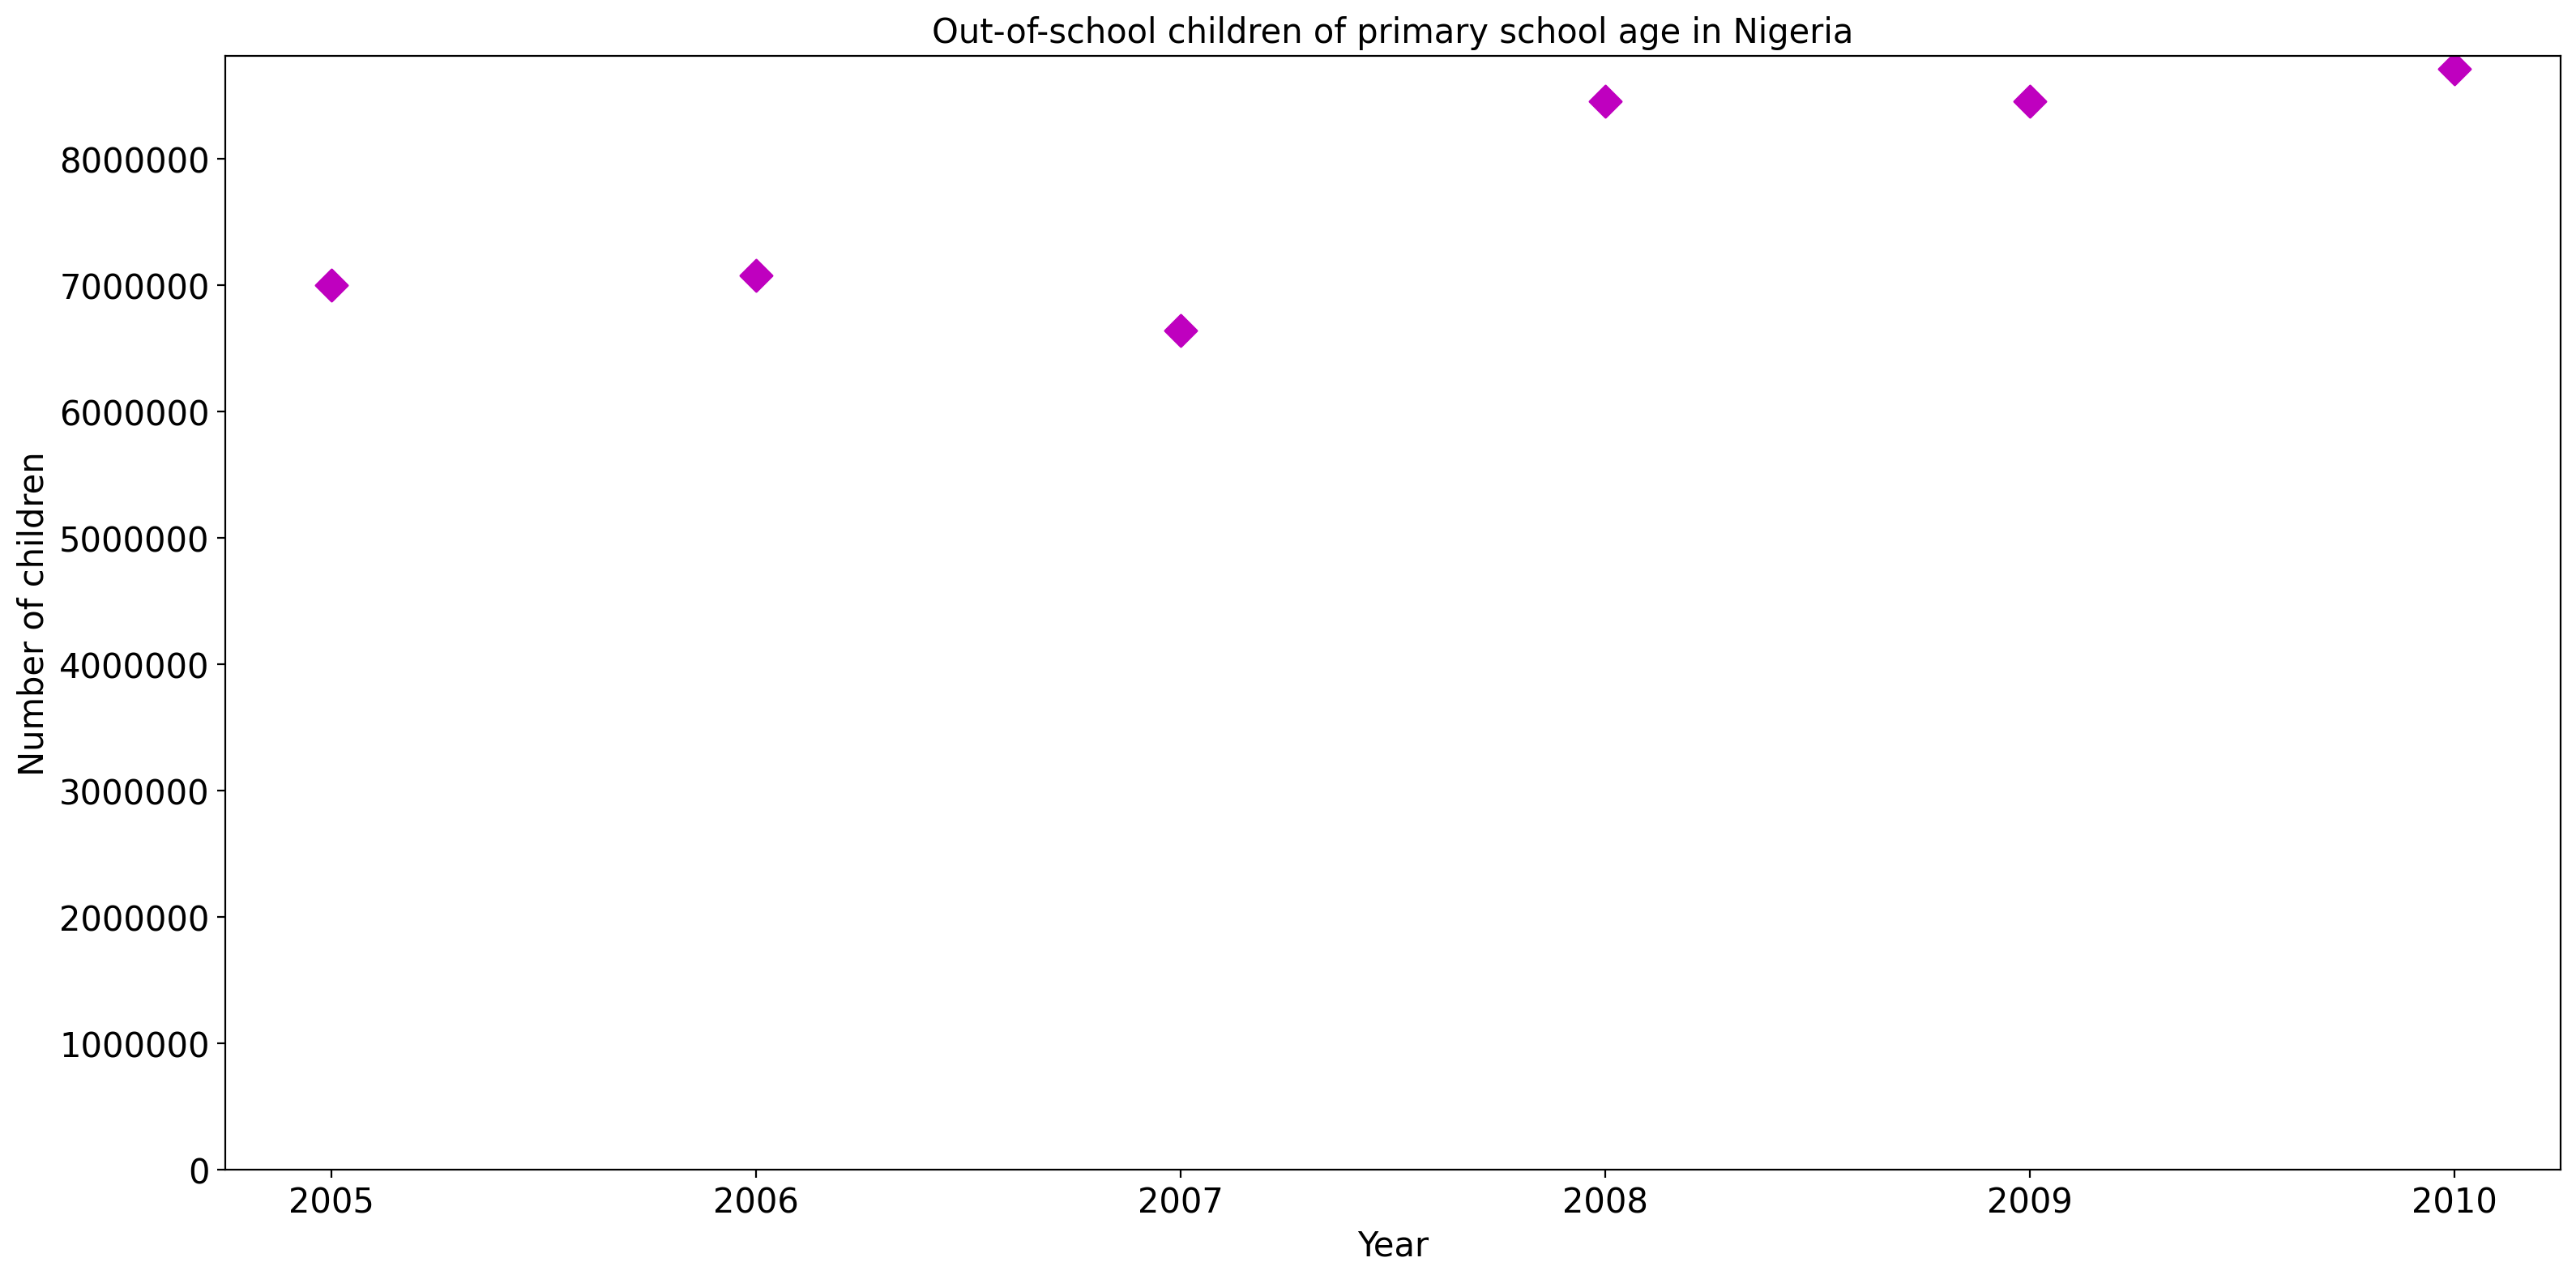 Out-of-school children of primary school age in Nigeria
Number of children
8000000
7000000
6000000
5000000
4000000
3000000
2000000
1000000
0
2005 2006 2007 2008 2009 2010
Year